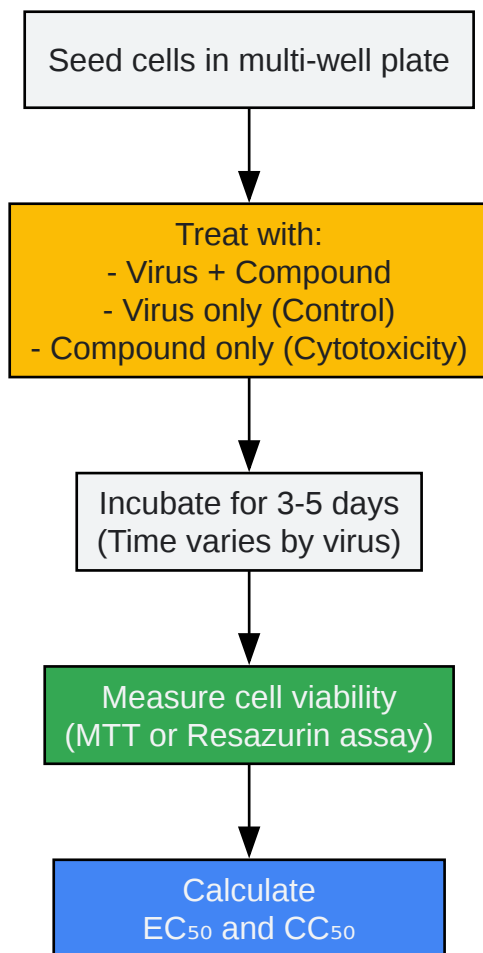 Seed cells in multi-well plate
Treat with:
- Virus + Compound
- Virus only (Control)
- Compound only (Cytotoxicity)
Incubate for 3-5 days
(Time varies by virus)
Measure cell viability
(MTT or Resazurin assay)
Calculate
EC₅₀ and CC₅₀